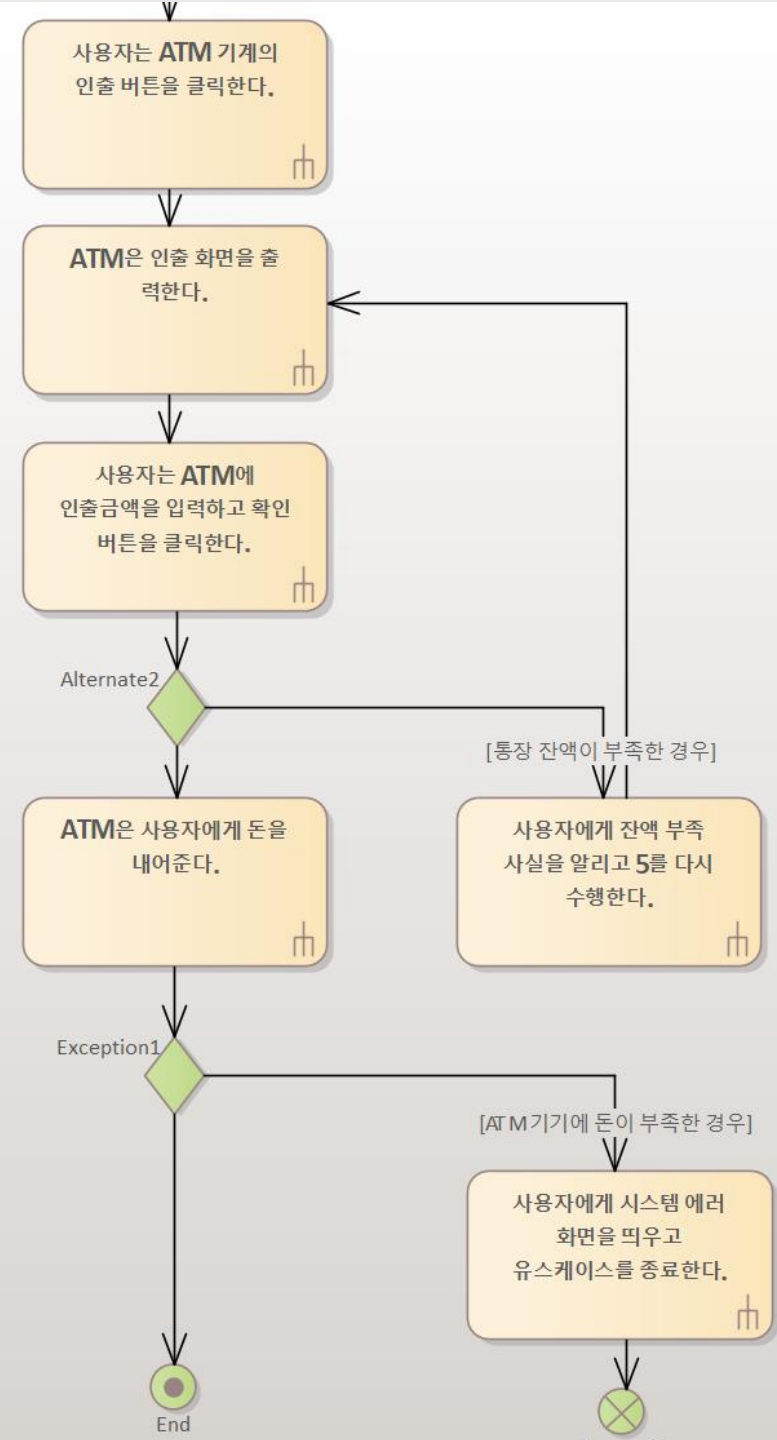 사용자는 ATM 기계의
인출 버튼을 클릭한다.
ATM은 인출 화면을 출
력한다.
사용자는 ATM에
인출금액을 입력하고 확인
버튼을 클릭한다.
Alternate2
[통장 잔액이 부족한 경우]
ATM은 사용자에게 돈을
내어준다.
사용자에게 잔액 부족
사실을 알리고 5를 다시
수행한다.
Exception1
[ATM기기에 돈이 부족한 경우]
사용자에게 시스템 에러
화면을 띄우고
유스케이스를 종료한다.
End